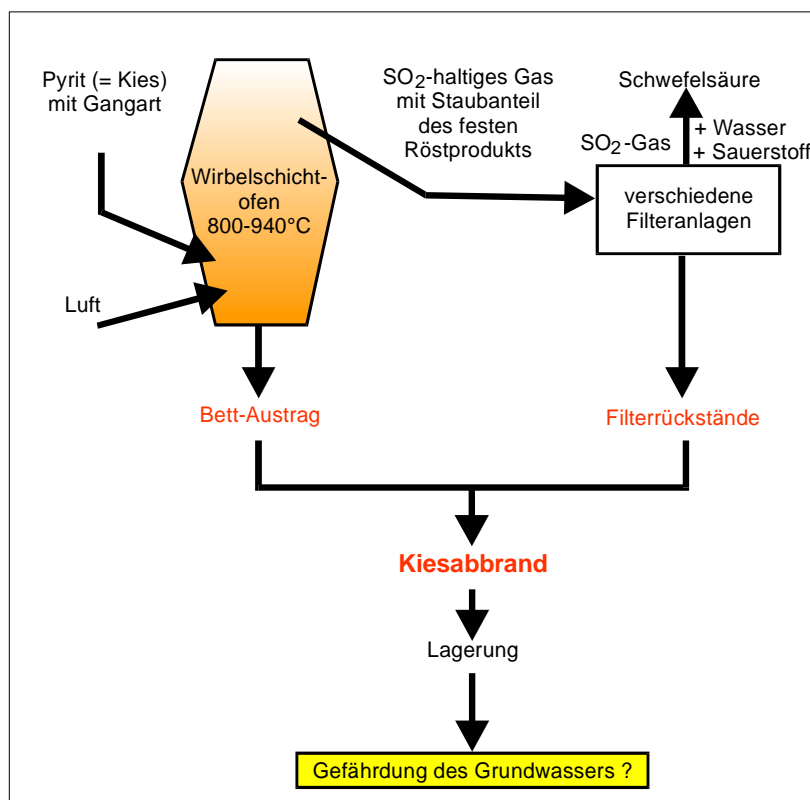 Pyrit (= Kies)
mit Gangart
SO2-haltiges Gas
mit Staubanteil
des festen
Röstprodukts
Schwefelsäure
SO2-Gas
+ Wasser
+ Sauerstoff
Wirbelschicht-
ofen
800-940°C
verschiedene
Filteranlagen
Luft
Bett-Austrag
Filterrückstände
Kiesabbrand
Lagerung
Gefährdung des Grundwassers ?